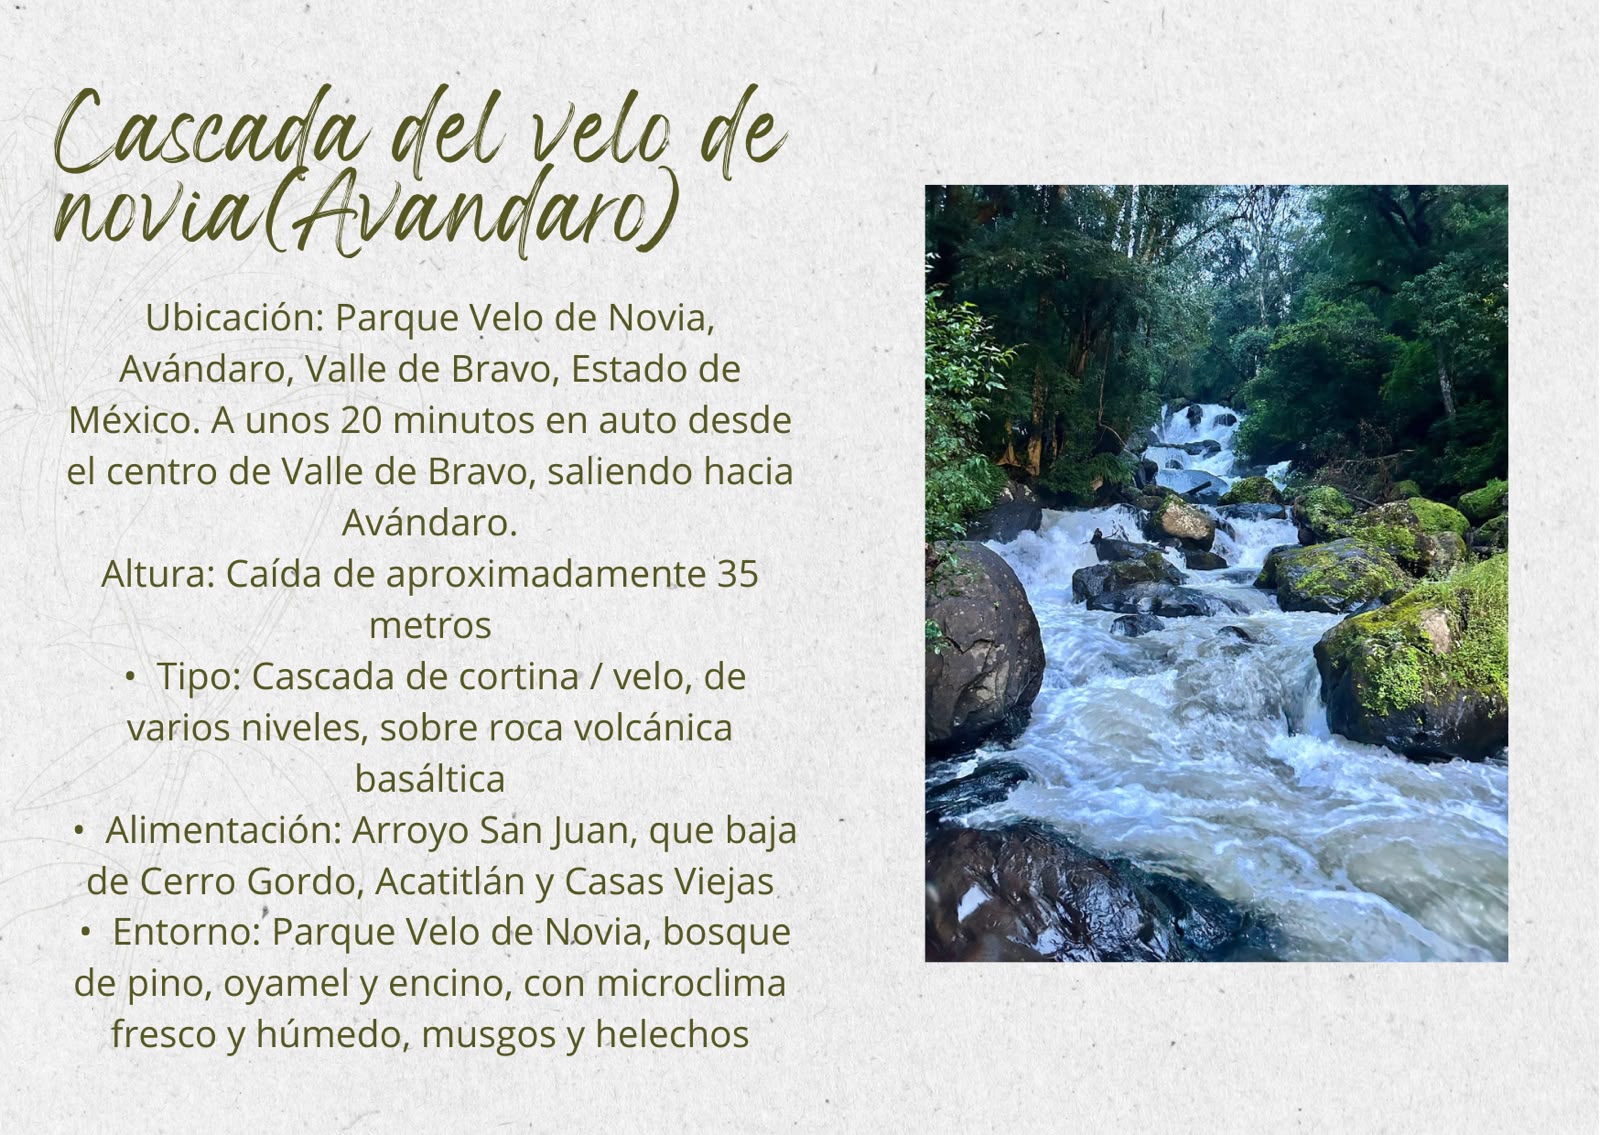 Cascada del velo de
novia(Avandaro)
Ubicación: Parque Velo de Novia,
Avándaro, Valle de Bravo, Estado de
México. A unos 20 minutos en auto desde
el centro de Valle de Bravo, saliendo hacia
Avándaro.
Altura: Caída de aproximadamente 35
metros
• Tipo: Cascada de cortina / velo, de
varios niveles, sobre roca volcánica
basáltica
• Alimentación: Arroyo San Juan, que baja
de Cerro Gordo, Acatitlán y Casas Viejas
• Entorno: Parque Velo de Novia, bosque
de pino, oyamel y encino, con microclima
fresco y húmedo, musgos y helechos